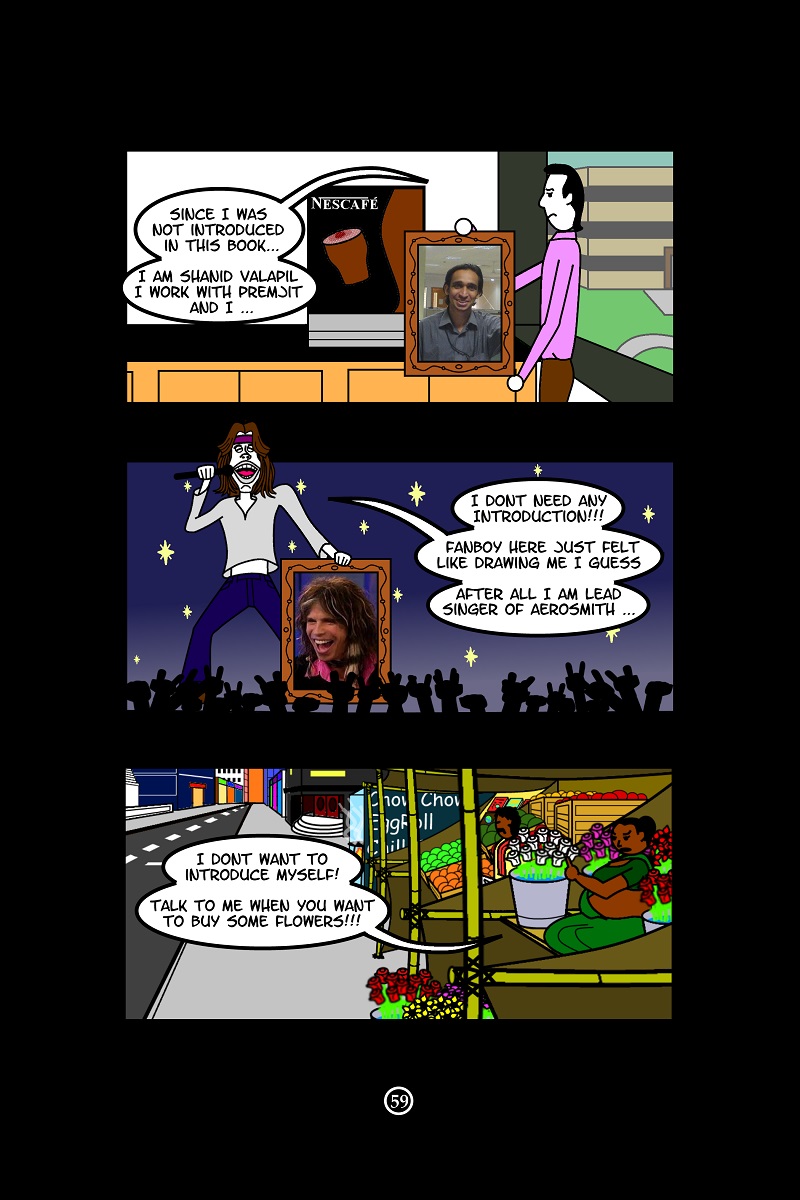 NESCAFÉ
SINCE I WAS
NOT INTRODUCED
IN THIS BOOK...
I AM SHANID VALAPIL
I WORK WITH PREMJIT
AND I ...
I DONT NEED ANY
INTRODUCTION!!!
FANBOY HERE JUST FELT
LIKE DRAWING ME I GUESS
AFTER ALL I AM LEAD
SINGER OF AEROSMITH ...
Chow Chow
EggRoll
Chill
I DONT WANT TO
INTRODUCE MYSELF!
TALK TO ME WHEN YOU WANT
TO BUY SOME FLOWERS!!!
59